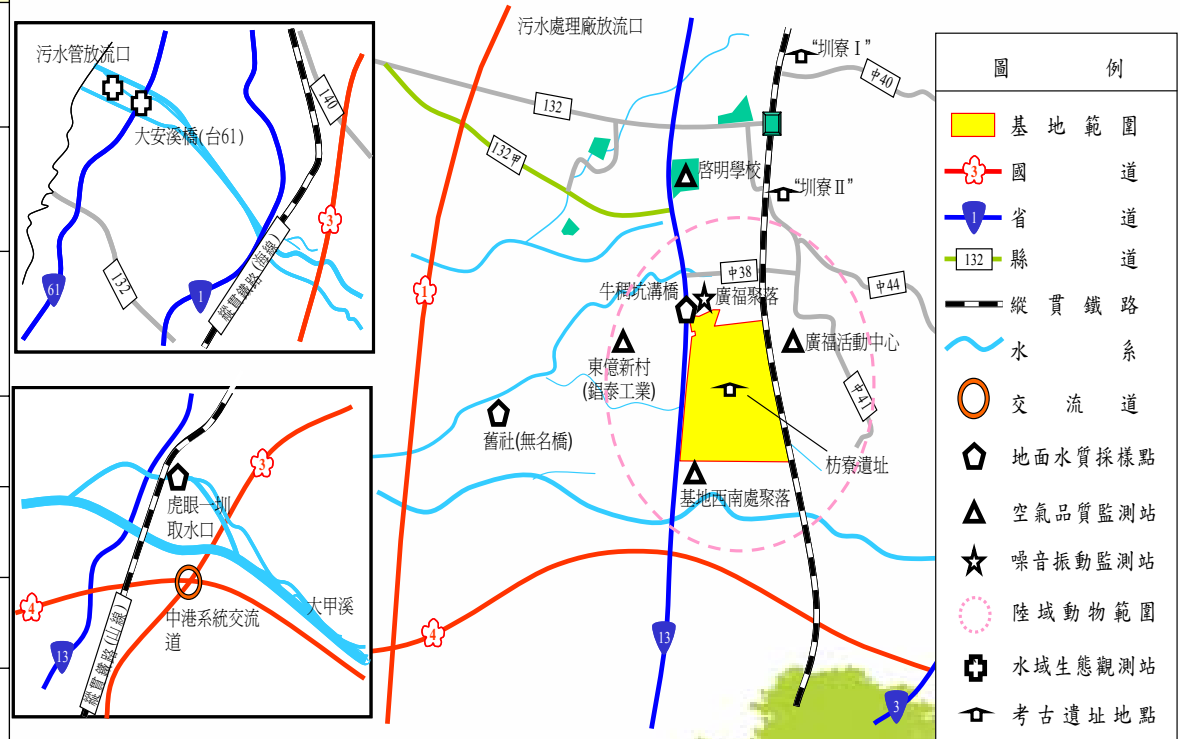 污水管放流口
140
大安溪橋(台61)
3
縱貫鐵路(海線)
61
132
1
污水處理廠放流口
“圳寮 I”
中40
132
132甲
啓明學校
“圳寮 II”
中38
中44
1
牛稠坑溝橋
廣福聚落
東億新村
(錩泰工業)
廣福活動中心
中41
舊社(無名橋)
枋寮遺址
基地西南處聚落
4
13
3
3
虎眼一圳
取水口
大甲溪
4
中港系統交流
道
13
縱貫鐵路(山線)
圖 例
基地範圍
3 國道
1 省道
132 縣道
縱貫鐵路
水系
交流道
地面水質採樣點
空氣品質監測站
噪音振動監測站
陸域動物範圍
水域生態觀測站
考古遺址地點